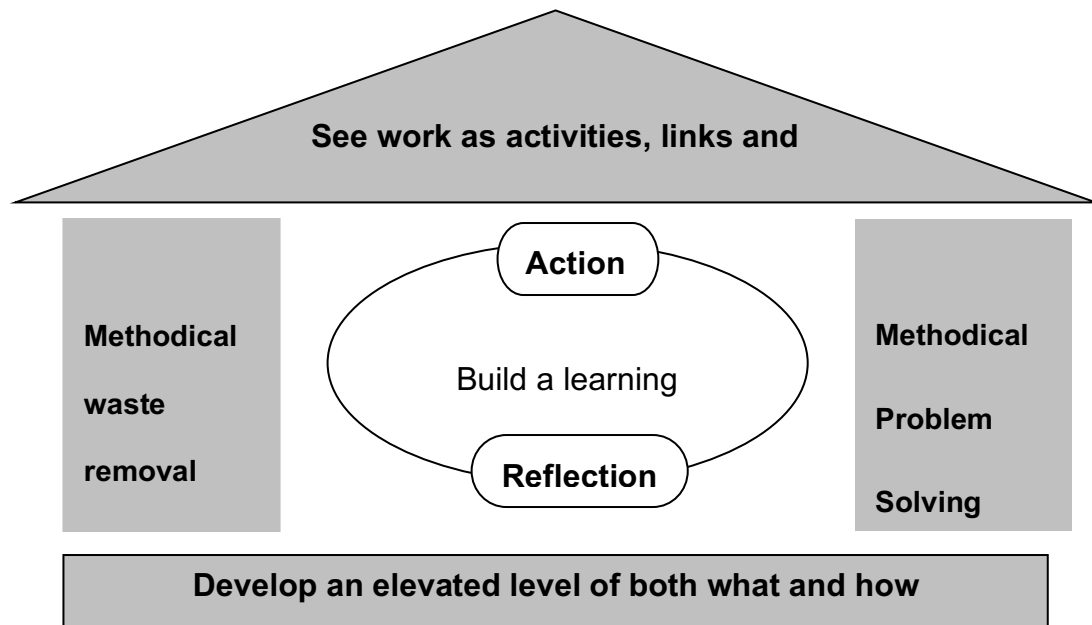 See work as activities, links and
Methodical
waste
removal
Action
Build a learning
Reflection
Methodical
Problem
Solving
Develop an elevated level of both what and how